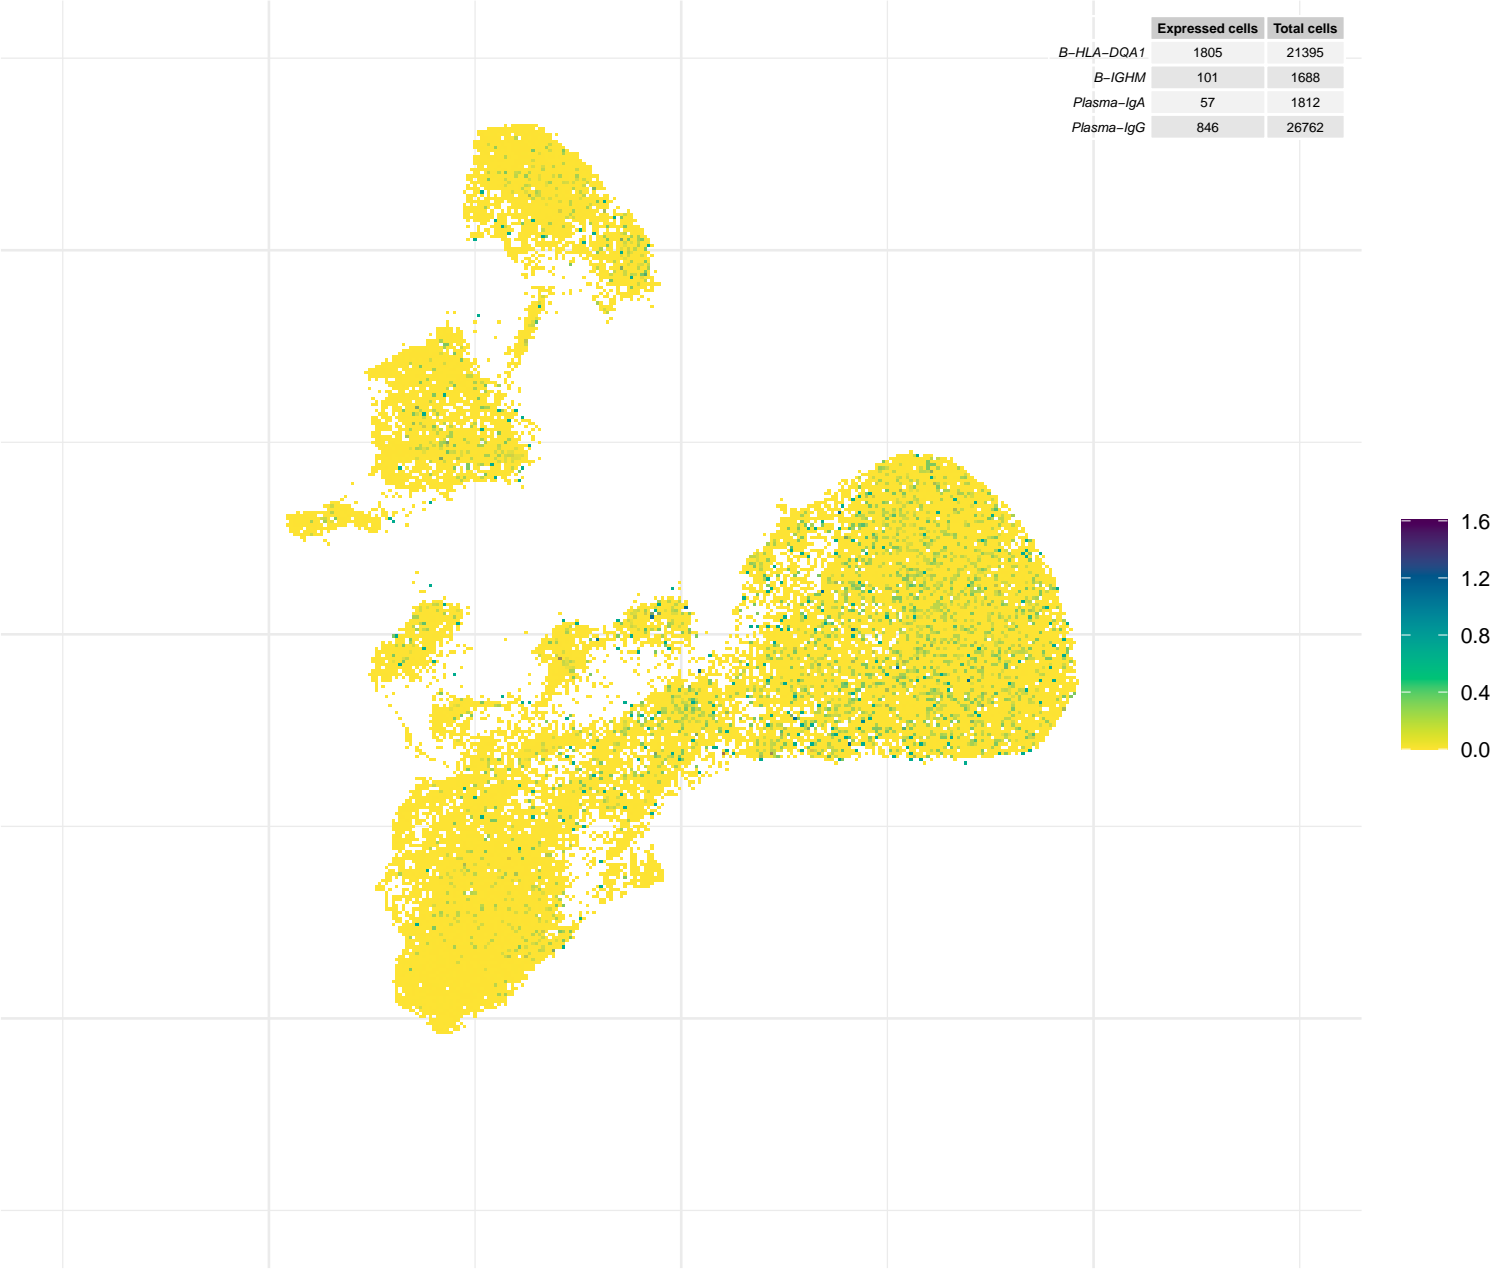 Expressed cells Total cells
B−HLA−DQA1 1805 21395
B−IGHM 101 1688
Plasma−IgA 57 1812
Plasma−IgG 846 26762
1.6
1.2
0.8
0.4
0.0